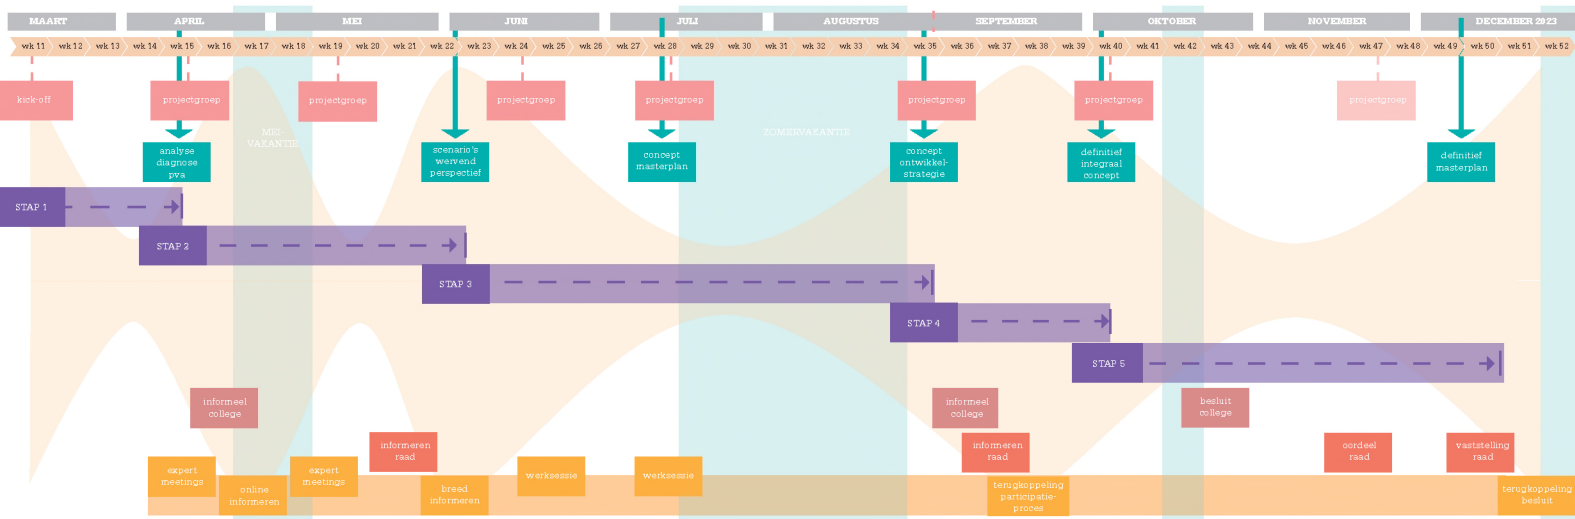 MAART APRIL MEI JUNI JULI AUGUSTUS SEPTEMBER OKTOBER NOVEMBER DECEMBER 2023
wk 11 wk 12 wk 13 wk 14 wk 15 wk 16 wk 17 wk 18 wk 19 wk 20 wk 21 wk 22 wk 23 wk 24 wk 25 wk 26 wk 27 wk 28 wk 29 wk 30 wk 31 wk 32 wk 33 wk 34 wk 35 wk 36 wk 37 wk 38 wk 39 wk 40 wk 41 wk 42 wk 43 wk 44 wk 45 wk 46 wk 47 wk 48 wk 49 wk 50 wk 51 wk 52
kick-off projectgroep projectgroep projectgroep projectgroep projectgroep projectgroep projectgroep
MEI-
VAKANTIE
ZOMERVAKANTIE
analyse
diagnose
pva
scenario's
wervend
perspectief
concept
masterplan
concept
ontwikkel-
strategie
definitief
integraal
concept
definitief
masterplan
STAP 1
STAP 2
STAP 3
STAP 4
STAP 5
informeel
college
informeel
college
besluit
college
informeren
raad
informeren
raad
oordeel
raad
vaststelling
raad
expert
meetings
online
informeren
expert
meetings
breed
informeren
werksessie
werksessie
terugkoppeling
participatie-
proces
terugkoppeling
besluit